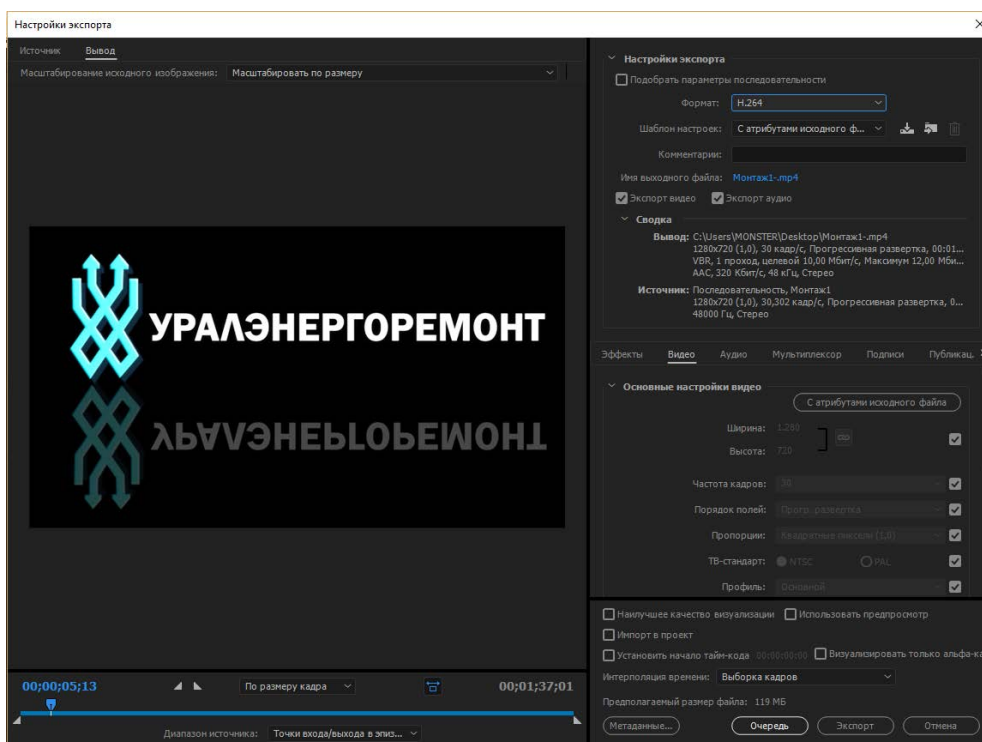 Настройки экспорта
Источник Вывод
Масштабирование исходного изображения: Масштабировать по размеру
УРАЛЭНЕРГОРЕМОНТ
00;00;05;13 По размеру кадра 00;01;37;01
Диапазон источника: Точки входа/выхода в эпиз...
Настройки экспорта
Подобрать параметры последовательности
Формат: H.264
Шаблон настроек: С атрибутами исходного ф...
Комментарии:
Имя выходного файла: Монтаж1-.mp4
Экспорт видео Экспорт аудио
Сводка
Вывод: C:\Users\MONSTER\Desktop\Монтаж1-.mp4
1280x720 (1,0), 30 кадр/с, Прогрессивная развертка, 00:01...
VBR, 1 проход, целевой 10,00 Мбит/с, Максимум 12,00 Мби...
AAC, 320 Кбит/с, 48 кГц, Стерео
Источник: Последовательность, Монтаж1
1280x720 (1,0), 30,302 кадр/с, Прогрессивная развертка, 0...
48000 Гц, Стерео
Эффекты Видео Аудио Мультиплексор Подписи Публикац.
Основные настройки видео
С атрибутами исходного файла
Ширина: 1.280
Высота: 720
Частота кадров: 30
Порядок полей: Прогр. развертка
Пропорции: Квадратные пиксели (1,0)
ТВ-стандарт: NTSC PAL
Профиль: Основной
Наилучшее качество визуализации Использовать предпросмотр
Импорт в проект
Установить начало тайм-кода 00:00:00:00 Визуализировать только альфа-ка
Интерполяция времени: Выборка кадров
Предполагаемый размер файла: 119 МБ
Метаданные... Очередь Экспорт Отмена